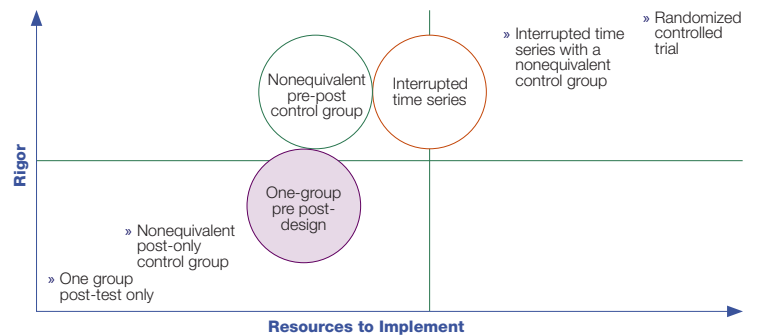 » Randomized
controlled
trial
» Interrupted time
series with a
nonequivalent
control group
Nonequivalent
pre-post
control group
Interrupted
time series
Rigor
One-group
pre post-
design
» Nonequivalent
post-only
control group
» One group
post-test only
Resources to Implement